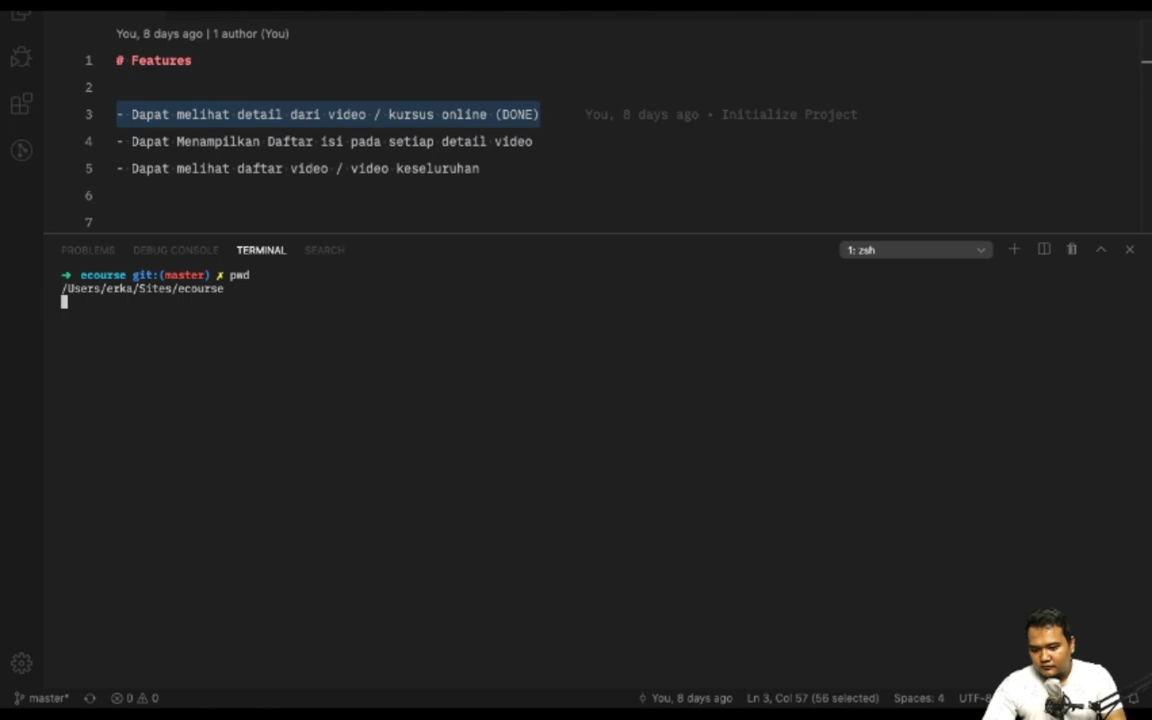 You, 8 days ago | 1 author (You)
1 # Features
2
3 - Dapat melihat detail dari video / kursus online (DONE) You, 8 days ago • Initialize Project
4 - Dapat Menampilkan Daftar isi pada setiap detail video
5 - Dapat melihat daftar video / video keseluruhan
6
7
PROBLEMS DEBUG CONSOLE TERMINAL SEARCH 1: zsh
➜ ecourse git:(master) ✗ pwd
/Users/erka/Sites/ecourse
master* 0 0 You, 8 days ago Ln 3, Col 57 (56 selected) Spaces: 4 UTF-8